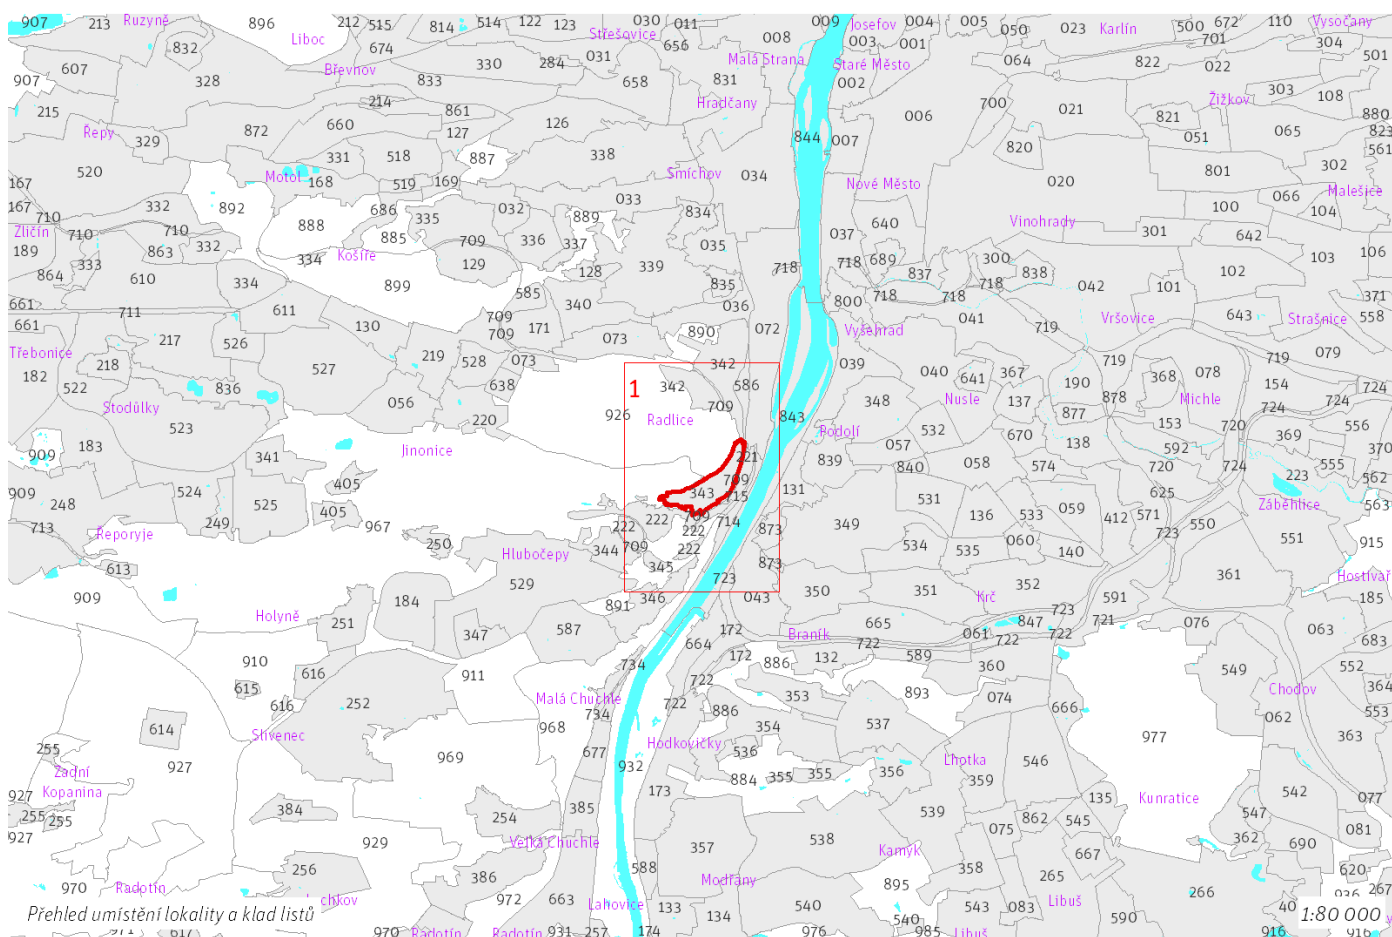 907 213 Ruzyně 896 212 515 814 514 122 123 030 011 009 Josefov 004 005 050 023 Karlín 500 672 110 Vysočany
832 Liboc 674 Střešovice 656 008 003 001 701 304
607 Břevnov 330 284 031 Malá Strana Staré Město 064 822 022 501
907 328 833 658 831 002 303 108
215 214 861 Hradčany 700 021 Žižkov 880
Řepy 872 660 127 126 006 821 065 823
329 844 007 051 561
331 518 887 338 820 302
520 Motol 168 519 169 Smíchov 034 Nové Město 020 801 Malešice
167 892 686 032 033 066
167 332 335 889 834 640 100 104
710 888 Vinohrady
Zličín 710 710 885 709 336 337 035 037 301 642
189 863 332 Košíře 689 300 103 106
333 334 129 128 339 718 718 837 838 102
864 610 334 899 585 835 718 718 718 042 101 371
661 711 611 709 340 036 800 041 643 558
661 217 130 171 072 Vyšehrad 719 Vršovice Strašnice
526 709 073 890
Třebonice 218 219 528 073 342 039 719 719 079
182 527 040 367 368 078
522 836 638 1 342 586 641 190 154 724
Stodůlky 056 926 709 348 Nusle 137 878 Michle 724 724
523 220 Radlice 843 877 153 720 556
183 Jinonice Podolí 532 670 138 369
909 341 221 057 592 370
405 839 840 058 574 720 724 555
909 524 709 223 562
248 525 343 715 131 531 625 Záběhlice 563
713 249 405 967 222 709 714 136 533 059 412 571 550
Řeporyje 222 222 873 349 723 551 915
250 Hlubočepy 344 709 222 534 535 060 140
613 345 873 361 Hostivař
909 529 723 352
184 891 346 043 350 351 Krč 591 185
Holyně 251 347 587 665 847 723 721 076 063
172 Braník 722 061 722 722 683
910 664 172 132 589
615 616 911 734 886 360 549 552
616 252 Malá Chuchle 722 353 893 074 Chodov 364
614 734 722 886 666 062 553
Slivenec 968 354 537
255 969 677 Hodkovičky 536 977 363
Zadní 927 932 884 355 355 356 Lhotka 546
Kopanina 359 542
927 173 135 Kunratice 077
255 255 384 254 385 539 547
927 538 075 862 545 362 081
929 Velká Chuchle 357 Kamýk 667 690
256 386 588 358 620
970 Radotín Modřany 895 265 266 936 267
chkov 972 663 Lahovice 133 540 543 083 Libuš 40
Přehled umístění lokality a klad listů 134 540 590 1:80 000
971 617 970 Radotín Radotín 931 257 174 976 985 Libuš 916 916